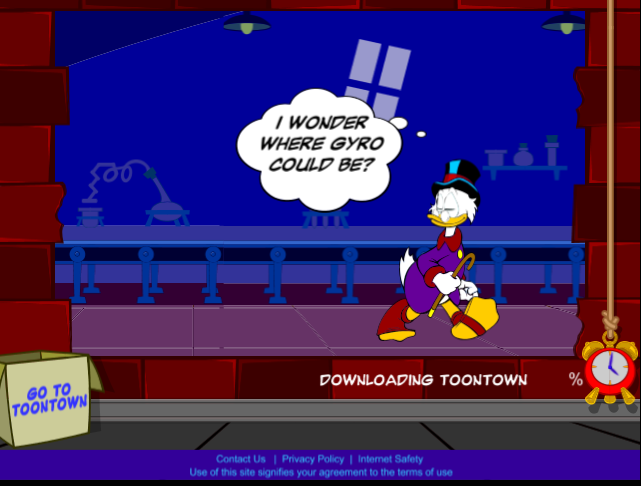 I WONDER
WHERE GYRO
COULD BE?
DOWNLOADING TOONTOWN %
GO TO
TOONTOWN
Contact Us | Privacy Policy | Internet Safety
Use of this site signifies your agreement to the terms of use